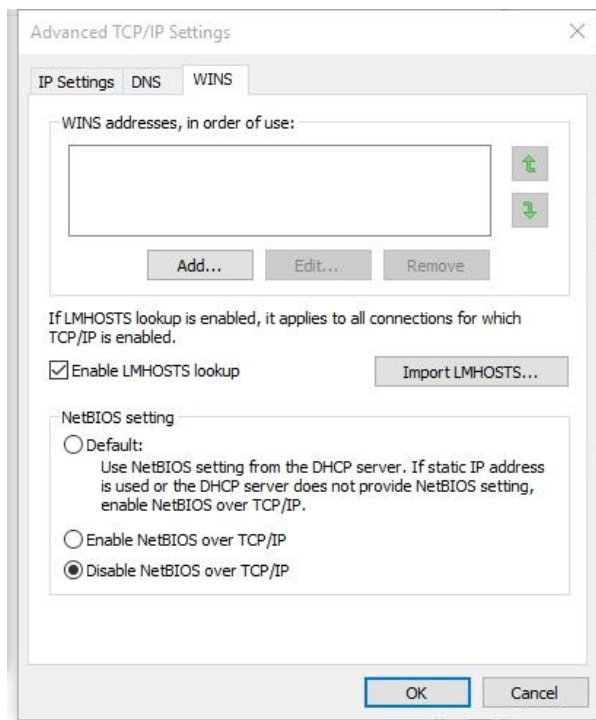 Advanced TCP/IP Settings
IP Settings DNS WINS
WINS addresses, in order of use:
Add... Edit... Remove
If LMHOSTS lookup is enabled, it applies to all connections for which
TCP/IP is enabled.
Enable LMHOSTS lookup Import LMHOSTS...
NetBIOS setting
Default:
Use NetBIOS setting from the DHCP server. If static IP address
is used or the DHCP server does not provide NetBIOS setting,
enable NetBIOS over TCP/IP.
Enable NetBIOS over TCP/IP
Disable NetBIOS over TCP/IP
OK Cancel